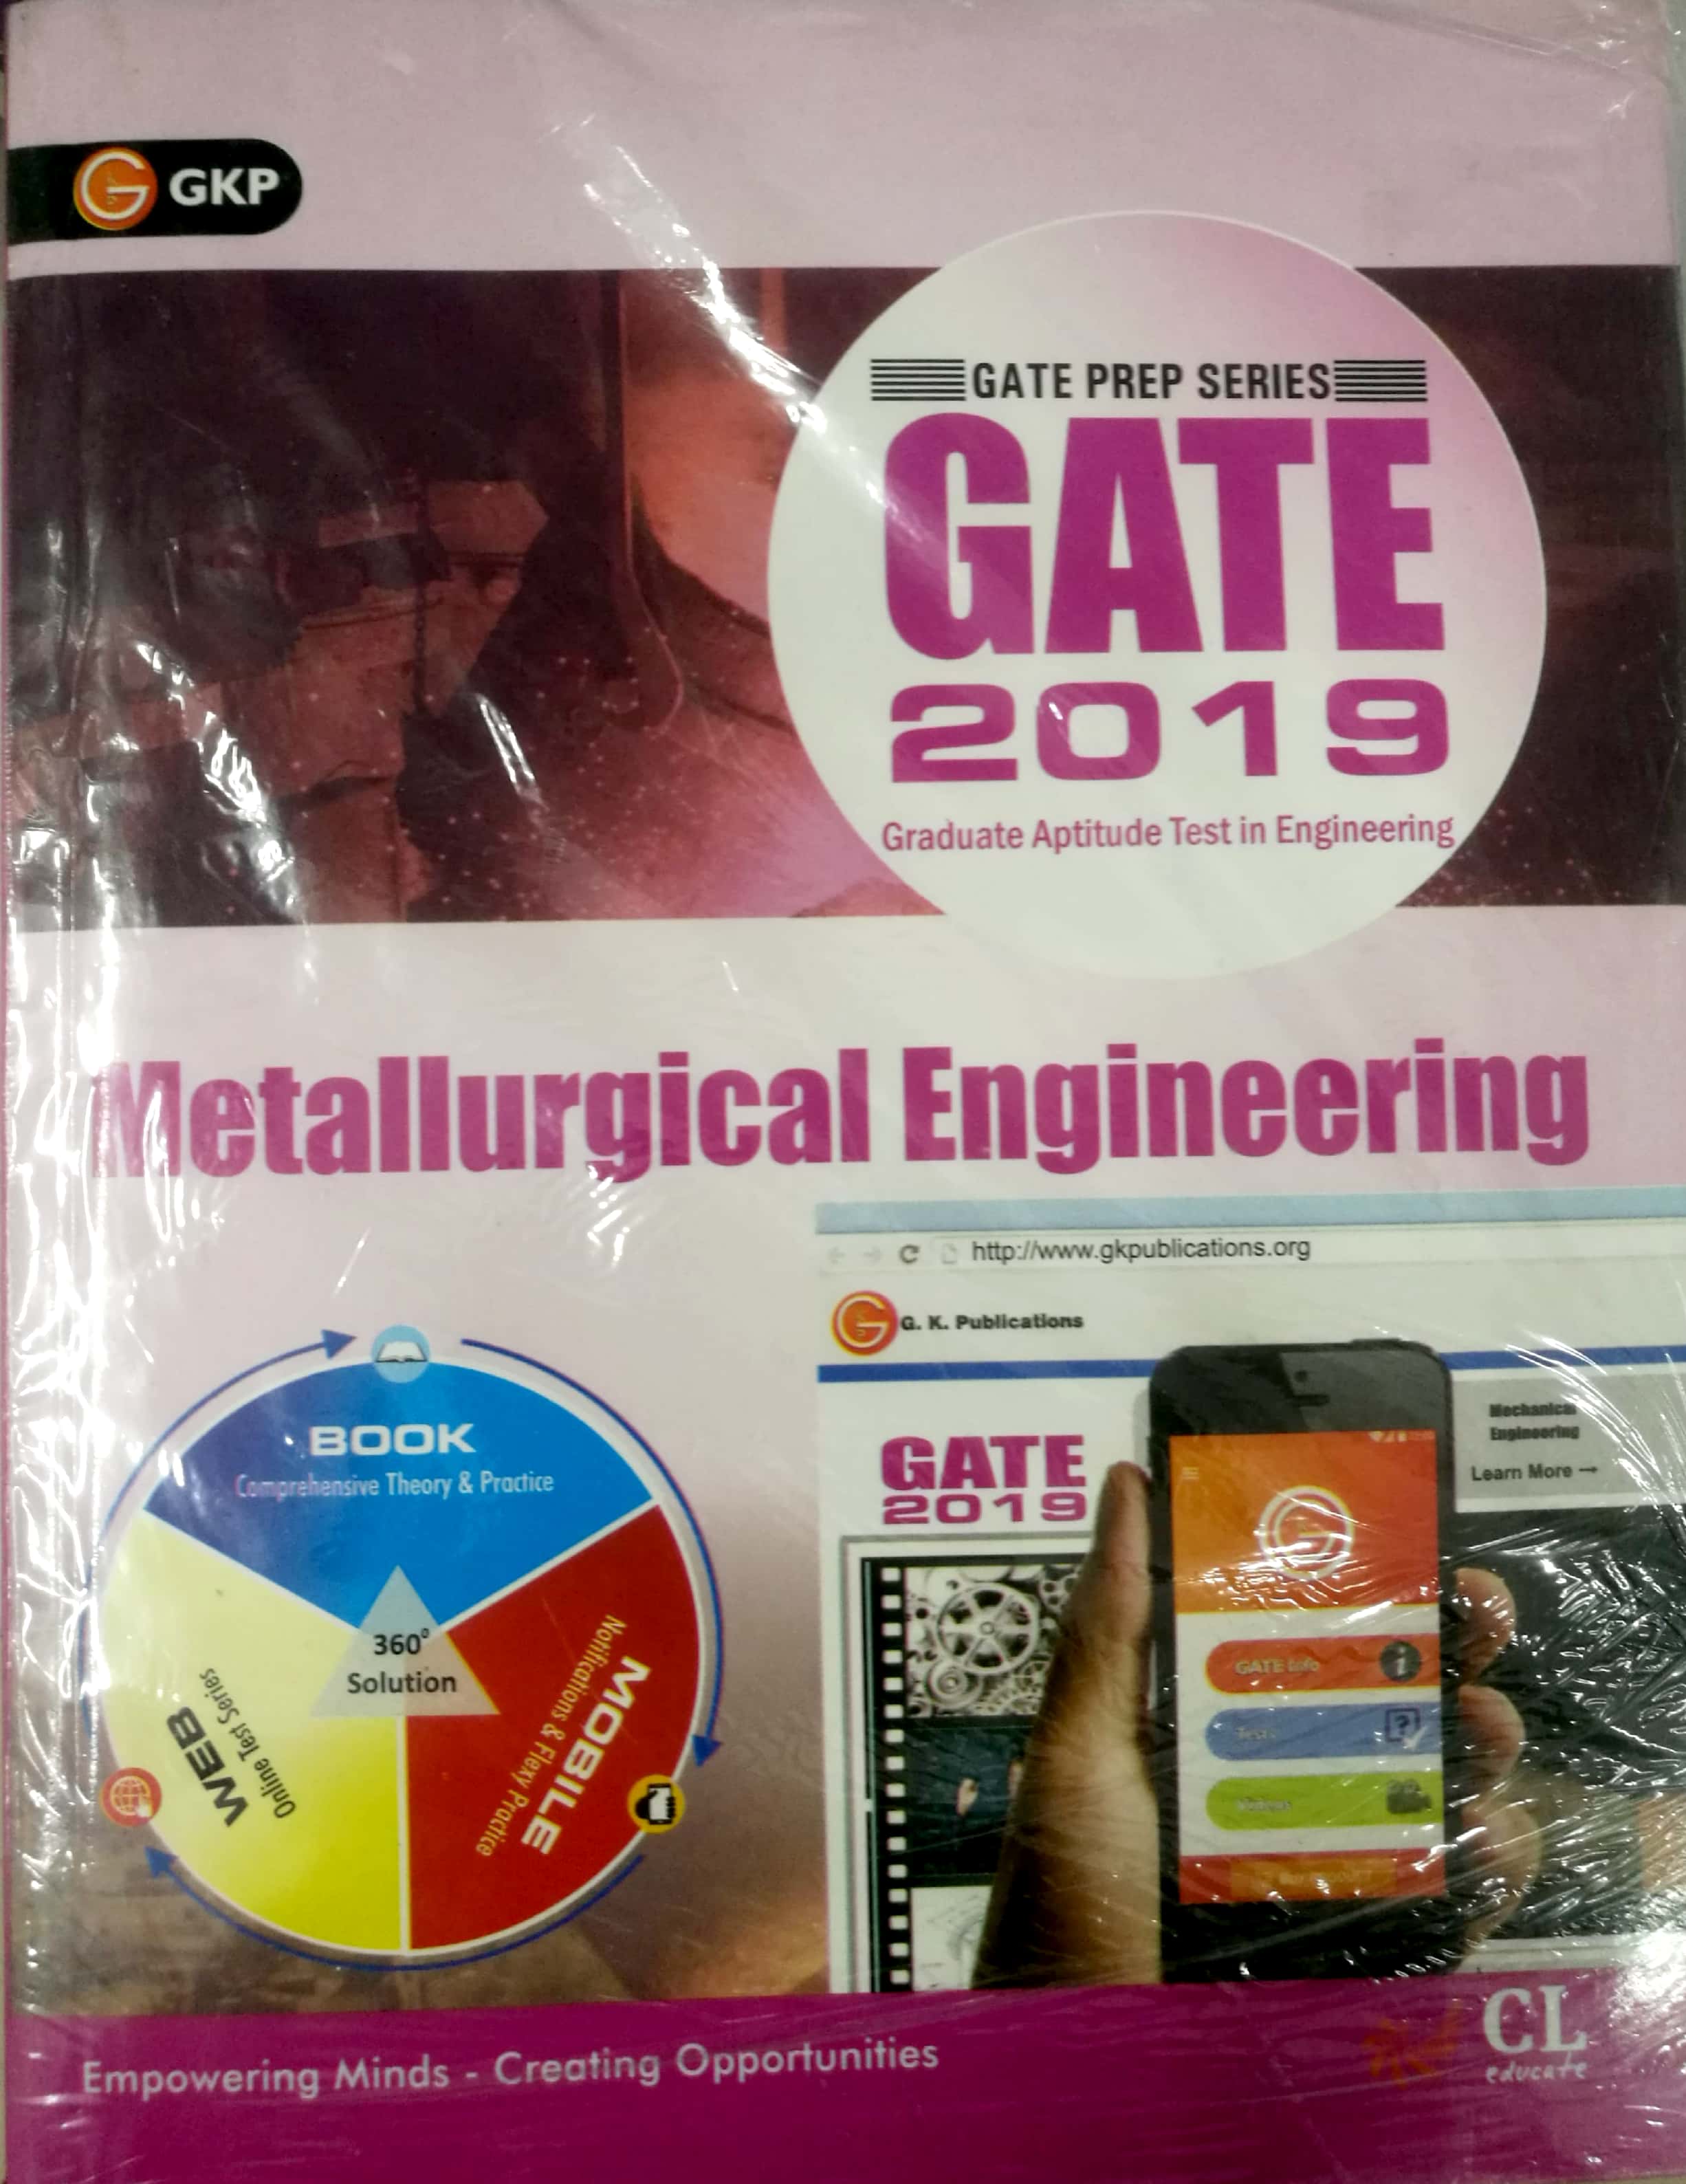 GKP
GATE PREP SERIES
GATE
2019
Graduate Aptitude Test in Engineering
Metallurgical Engineering
http://www.gkpublications.org
G. K. Publications
GATE
2019
Mechanical
Engineering
Learn More →
GATE Info
Tests
Videos
BOOK
Comprehensive Theory & Practice
MOBILE
Notifications & Flexy Practice
WEB
Online Test Series
360°
Solution
Empowering Minds - Creating Opportunities
CL
educate